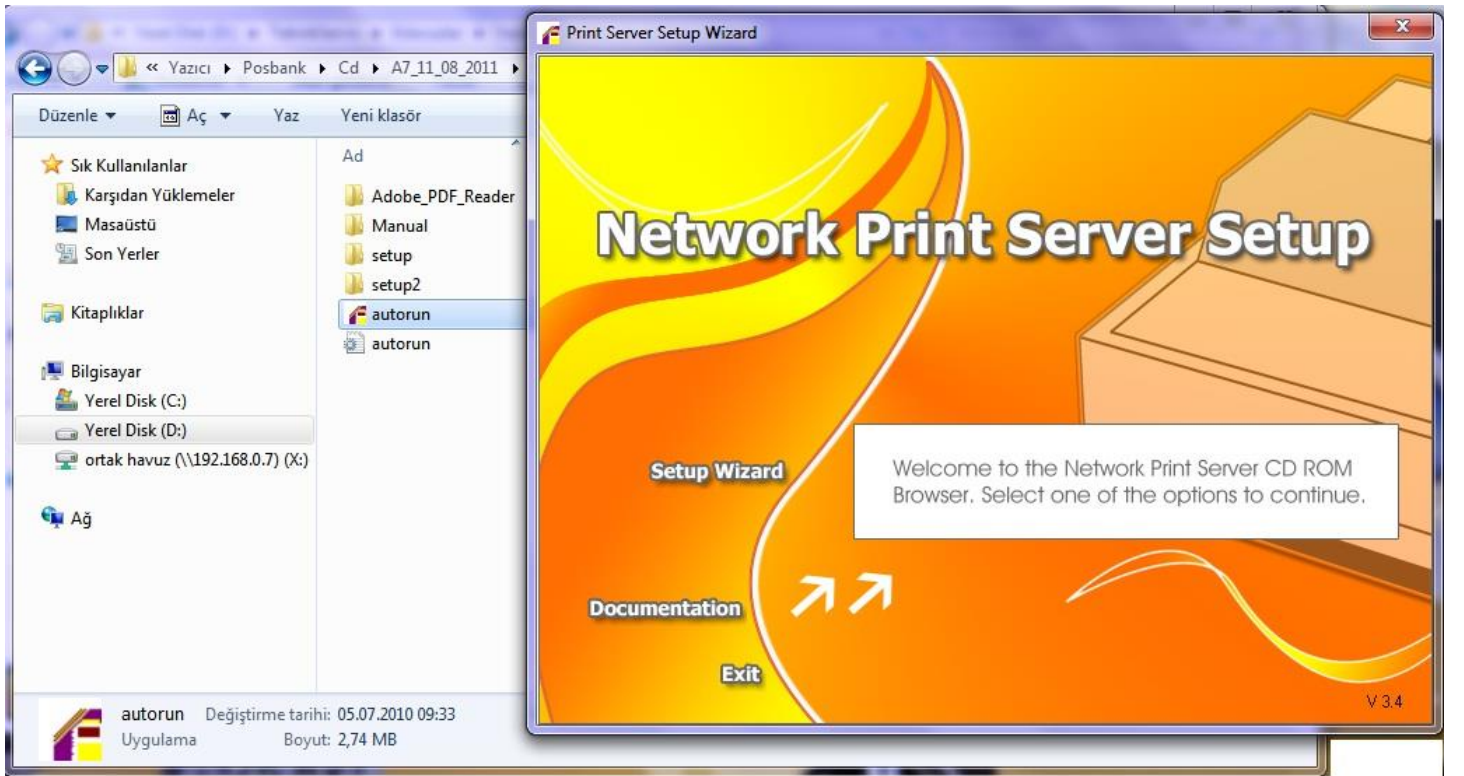 Print Server Setup Wizard
« Yazıcı ▸ Posbank ▸ Cd ▸ A7_11_08_2011 ▸
Düzenle ▾ Aç ▾ Yaz Yeni klasör
Sık Kullanılanlar
Karşıdan Yüklemeler
Masaüstü
Son Yerler
Kitaplıklar
Bilgisayar
Yerel Disk (C:)
Yerel Disk (D:)
ortak havuz (\\192.168.0.7) (X:)
Ağ
Ad
Adobe_PDF_Reader
Manual
setup
setup2
autorun
autorun
autorun Değiştirme tarihi: 05.07.2010 09:33
Uygulama Boyut: 2,74 MB
Network Print Server Setup
Setup Wizard
Welcome to the Network Print Server CD ROM
Browser. Select one of the options to continue.
Documentation
Exit
V 3.4